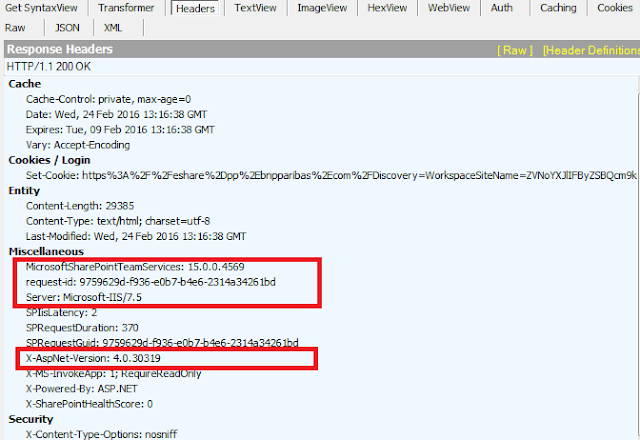 Get SyntaxView Transformer Headers TextView ImageView HexView WebView Auth Caching Cookies
Raw JSON XML
Response Headers [ Raw ] [Header Definitions
HTTP/1.1 200 OK
Cache
Cache-Control: private, max-age=0
Date: Wed, 24 Feb 2016 13:16:38 GMT
Expires: Tue, 09 Feb 2016 13:16:38 GMT
Vary: Accept-Encoding
Cookies / Login
Set-Cookie: https%3A%2F%2Feshare%2Dpp%2Ebnpparibas%2Ecom%2FDiscovery=WorkspaceSiteName=ZVNoYXJlIFByZSBQcm9k
Entity
Content-Length: 29385
Content-Type: text/html; charset=utf-8
Last-Modified: Wed, 24 Feb 2016 13:16:38 GMT
Miscellaneous
MicrosoftSharePointTeamServices: 15.0.0.4569
request-id: 9759629d-f936-e0b7-b4e6-2314a34261bd
Server: Microsoft-IIS/7.5
SPIisLatency: 2
SPRequestDuration: 370
SPRequestGuid: 9759629d-f936-e0b7-b4e6-2314a34261bd
X-AspNet-Version: 4.0.30319
X-MS-InvokeApp: 1; RequireReadOnly
X-Powered-By: ASP.NET
X-SharePointHealthScore: 0
Security
X-Content-Type-Options: nosniff